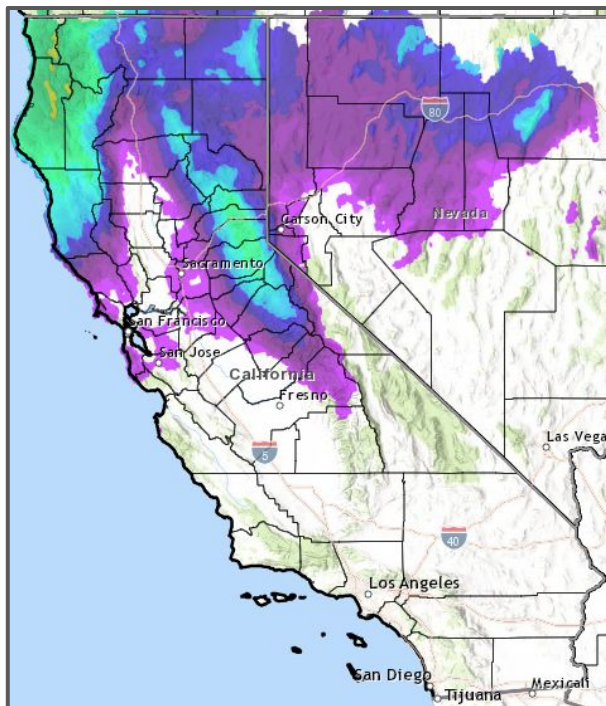 80
Carson City
Nevada
Sacramento
San Francisco
San Jose
California
Fresno
5
Las Vega
40
Los Angeles
San Diego
Tijuana
Mexicali